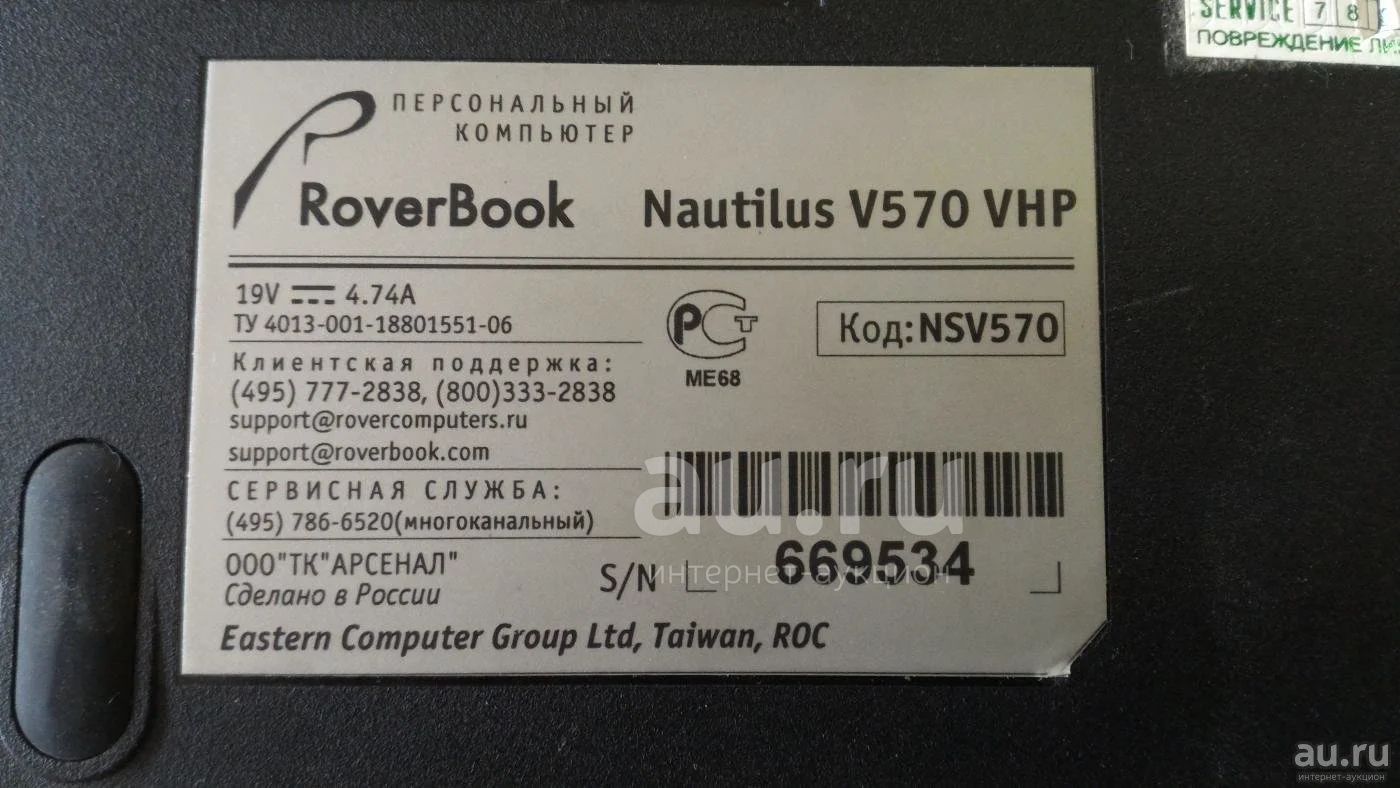 SERVICE 7 8
ПОВРЕЖДЕНИЕ
ПЕРСОНАЛЬНЫЙ
КОМПЬЮТЕР
RoverBook Nautilus V570 VHP
19V 4.74A
ТУ 4013-001-18801551-06
Клиентская поддержка:
(495) 777-2838, (800)333-2838
support@rovercomputers.ru
support@roverbook.com
СЕРВИСНАЯ СЛУЖБА:
(495) 786-6520(многоканальный)
ООО"ТК"АРСЕНАЛ"
Сделано в России
Eastern Computer Group Ltd, Taiwan, ROC
РСТ
ME68
Код:NSV570
S/N 669534
au.ru
интернет-аукцион
au.ru
интернет-аукцион